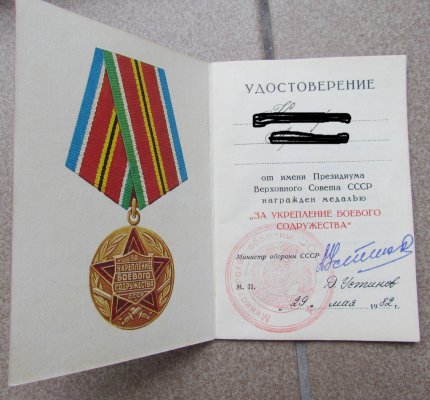 ЗА
УКРЕПЛЕНИЕ
БОЕВОГО
СОДРУЖЕСТВА
СССР
УДОСТОВЕРЕНИЕ
от имени Президиума
Верховного Совета СССР
награжден медалью
„ЗА УКРЕПЛЕНИЕ БОЕВОГО
СОДРУЖЕСТВА“
Министр обороны СССР
М. П. Д Устинов
„29„ мая 1982 г.